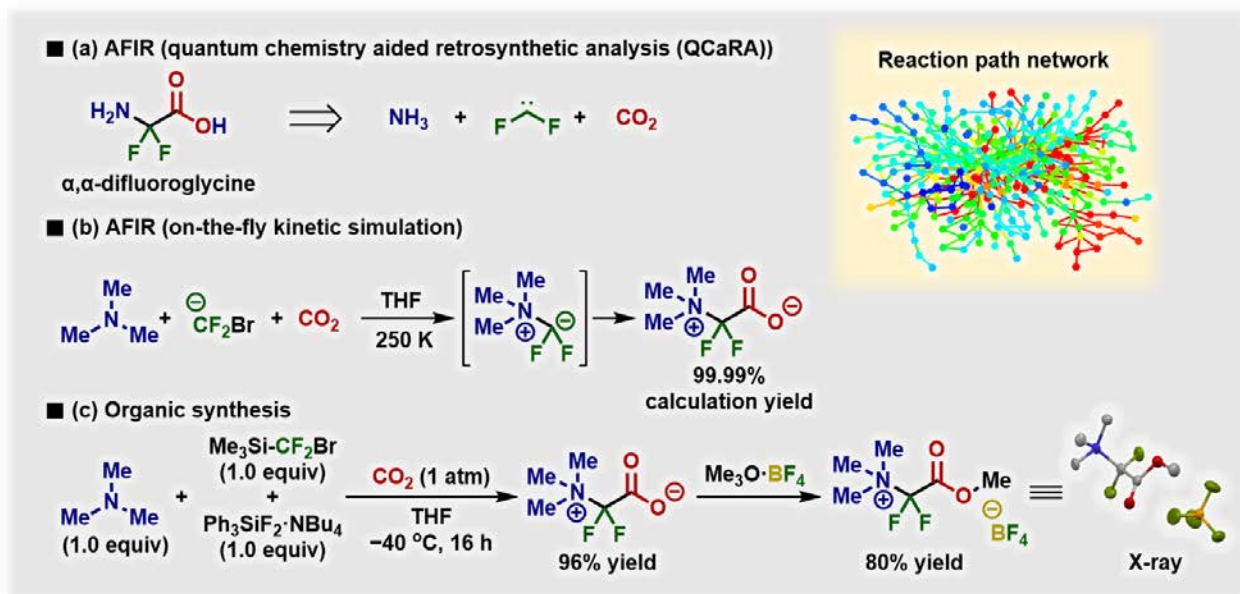 ■ (a) AFIR (quantum chemistry aided retrosynthetic analysis (QCaRA))
Reaction path network
O
H₂N
OH
F F
α,α-difluoroglycine
NH₃ + F F + CO₂
■ (b) AFIR (on-the-fly kinetic simulation)
Me
N
Me Me
+
⊖
CF₂Br
+ CO₂
THF
250 K
Me Me
N
Me
⊕
⊖
F F
Me Me
N
Me
⊕
F F
O
O
⊖
99.99%
calculation yield
■ (c) Organic synthesis
Me
N
Me Me
(1.0 equiv)
+
Me₃Si-CF₂Br
(1.0 equiv)
+
Ph₃SiF₂·NBu₄
(1.0 equiv)
CO₂ (1 atm)
THF
−40 °C, 16 h
Me Me
N
Me
⊕
F F
O
O
⊖
96% yield
Me₃O·BF₄
Me Me
N
Me
⊕
F F
O
O
Me
⊖
BF₄
80% yield
X-ray